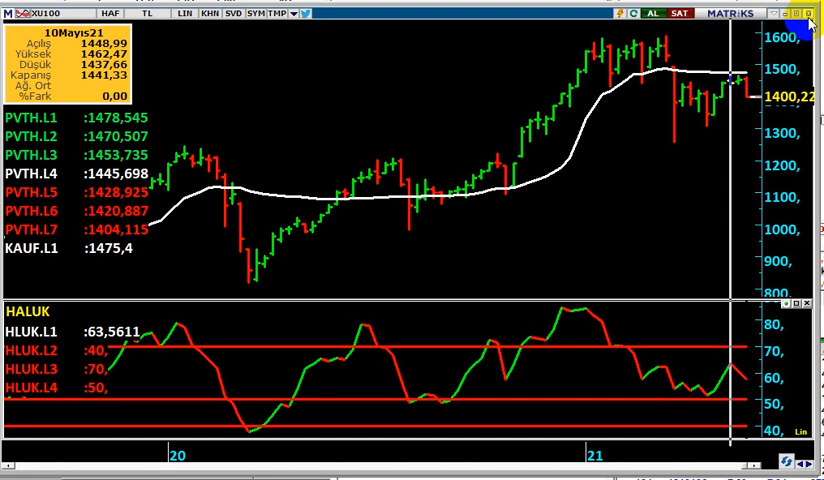 M XU100 HAF TL LIN KHN SVD SYM TMP AL SAT MATRiKS
10Mayıs21
Açılış 1448,99
Yüksek 1462,47
Düşük 1437,66
Kapanış 1441,33
Ağ. Ort
%Fark 0,00
PVTH.L1 :1478,545
PVTH.L2 :1470,507
PVTH.L3 :1453,735
PVTH.L4 :1445,698
PVTH.L5 :1428,925
PVTH.L6 :1420,887
PVTH.L7 :1404,115
KAUF.L1 :1475,4
1600,
1500,
1400,22
1300,
1200,
1100,
1000,
900,
800,
HALUK
HLUK.L1 :63,5611
HLUK.L2 :40,
HLUK.L3 :70,
HLUK.L4 :50,
80,
70,
60,
50,
40,
Lin
20 21